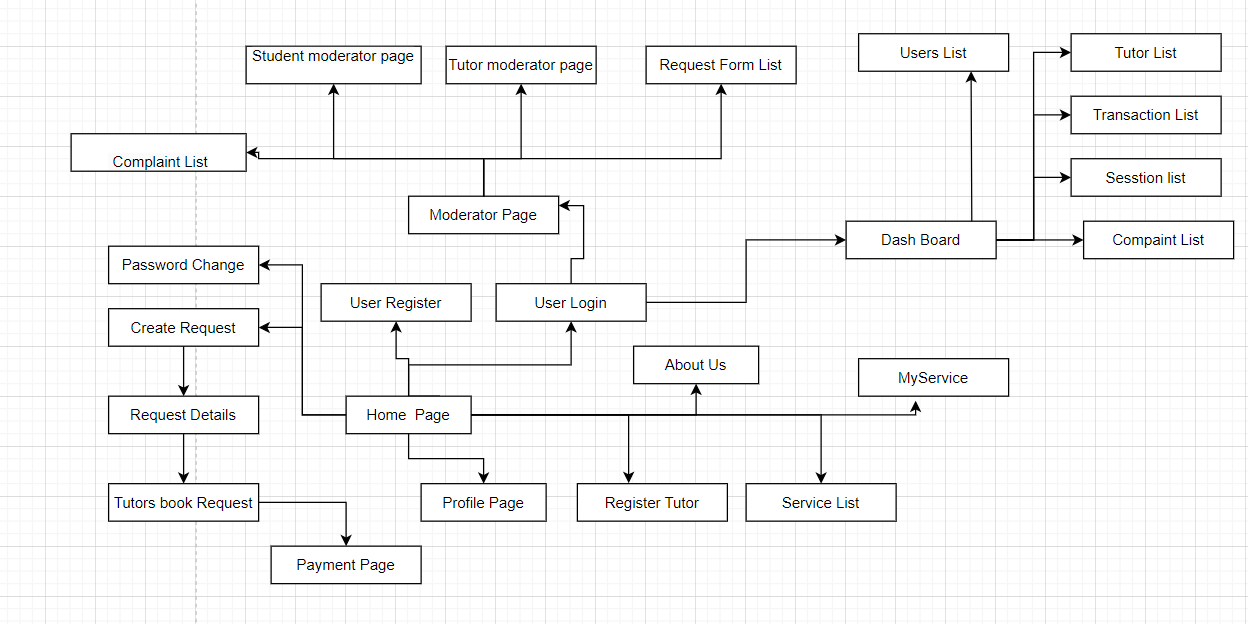 Student moderator page
Tutor moderator page
Request Form List
Users List
Tutor List
Transaction List
Complaint List
Sesstion list
Moderator Page
Dash Board
Compaint List
Password Change
User Register
User Login
Create Request
About Us
MyService
Request Details
Home  Page
Tutors book Request
Profile Page
Register Tutor
Service List
Payment Page